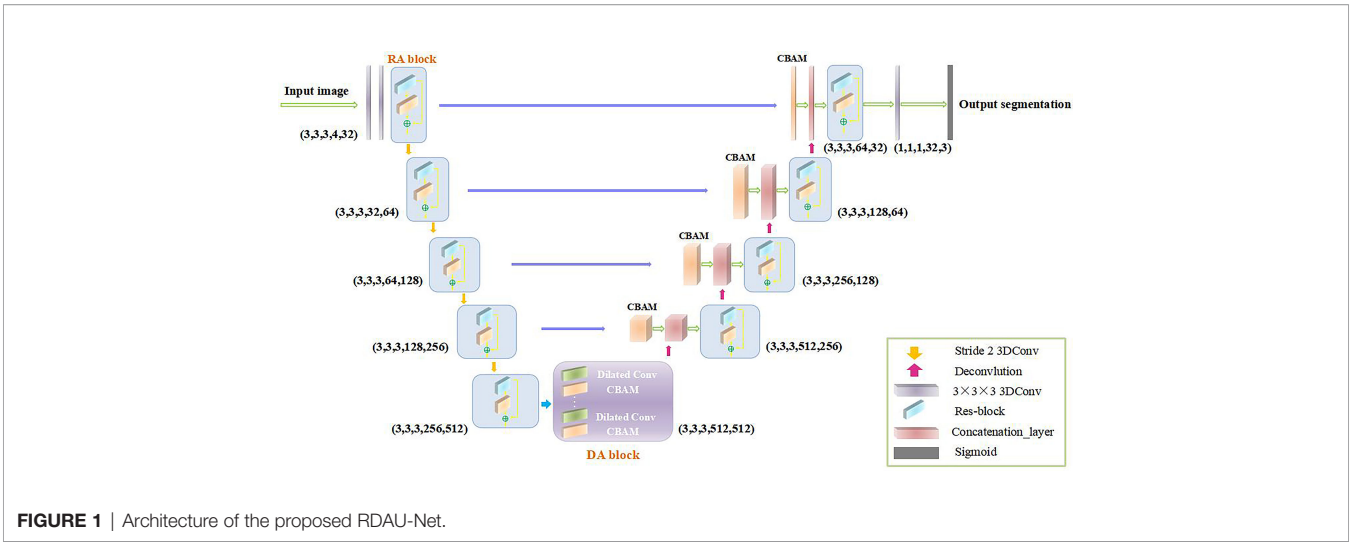 RA block
Input image
(3,3,3,4,32)
CBAM
Output segmentation
(3,3,3,64,32)
(1,1,1,32,3)
CBAM
(3,3,3,32,64)
(3,3,3,128,64)
CBAM
(3,3,3,64,128)
(3,3,3,256,128)
CBAM
(3,3,3,128,256)
(3,3,3,512,256)
Dilated Conv
CBAM
Dilated Conv
CBAM
(3,3,3,256,512)
(3,3,3,512,512)
DA block
Stride 2 3DConv
Deconvlution
3×3×3 3DConv
Res-block
Concatenation_layer
Sigmoid
FIGURE 1 | Architecture of the proposed RDAU-Net.